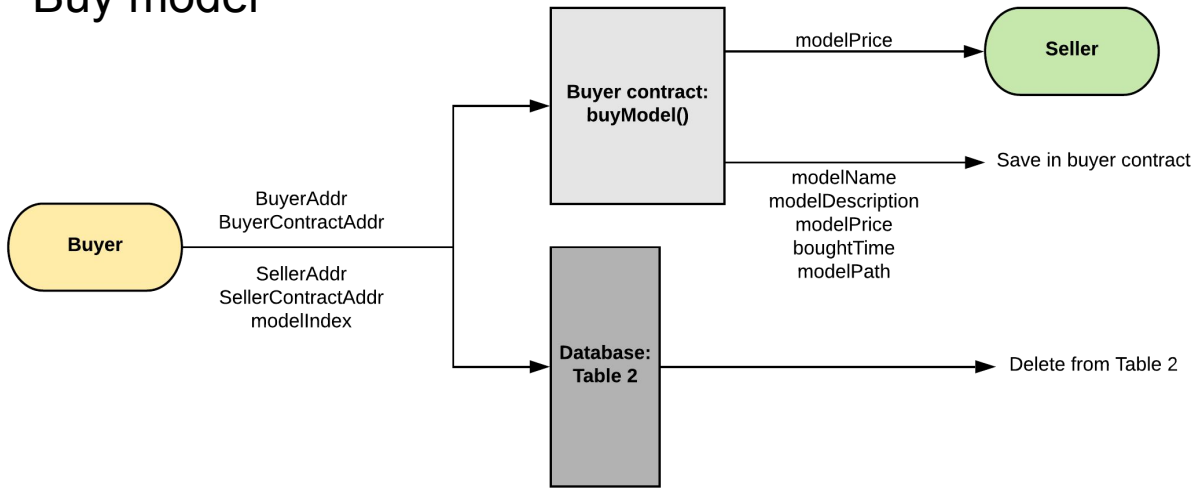 Buy model
modelPrice
Seller
Buyer contract:
buyModel()
Save in buyer contract
modelName
modelDescription
modelPrice
boughtTime
modelPath
BuyerAddr
BuyerContractAddr
Buyer
SellerAddr
SellerContractAddr
modelIndex
Database:
Table 2
Delete from Table 2